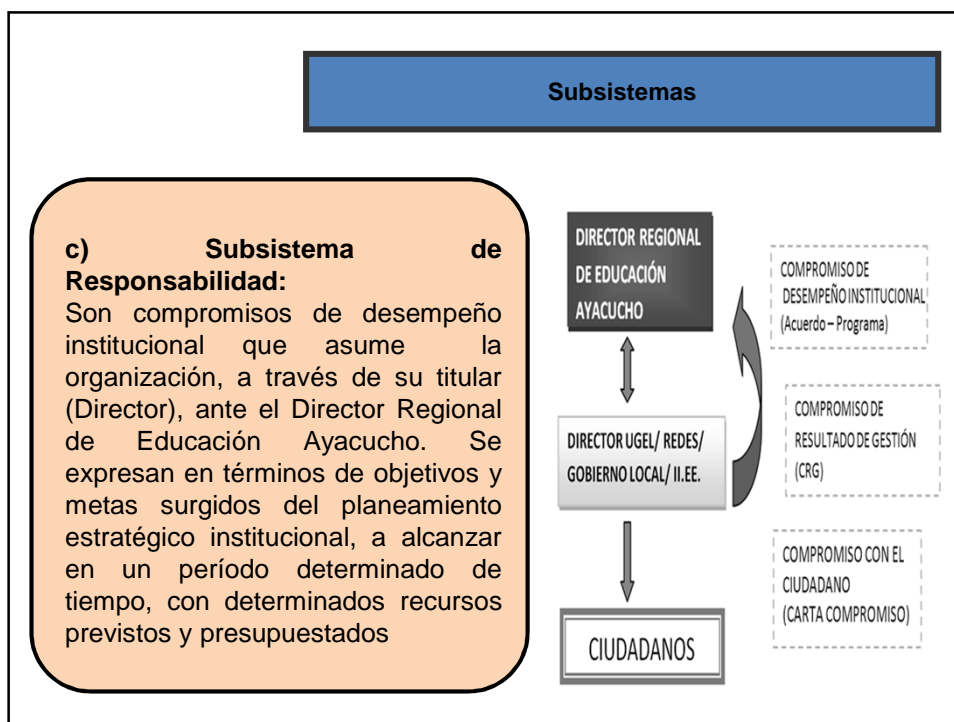 Subsistemas
c) Subsistema de
Responsabilidad:
Son compromisos de desempeño
institucional que asume la
organización, a través de su titular
(Director), ante el Director Regional
de Educación Ayacucho. Se
expresan en términos de objetivos y
metas surgidos del planeamiento
estratégico institucional, a alcanzar
en un período determinado de
tiempo, con determinados recursos
previstos y presupuestados
DIRECTOR REGIONAL
DE EDUCACIÓN
AYACUCHO
DIRECTOR UGEL/ REDES/
GOBIERNO LOCAL/ II.EE.
CIUDADANOS
COMPROMISO DE
DESEMPEÑO INSTITUCIONAL
(Acuerdo – Programa)
COMPROMISO DE
RESULTADO DE GESTIÓN
(CRG)
COMPROMISO CON EL
CIUDADANO
(CARTA COMPROMISO)